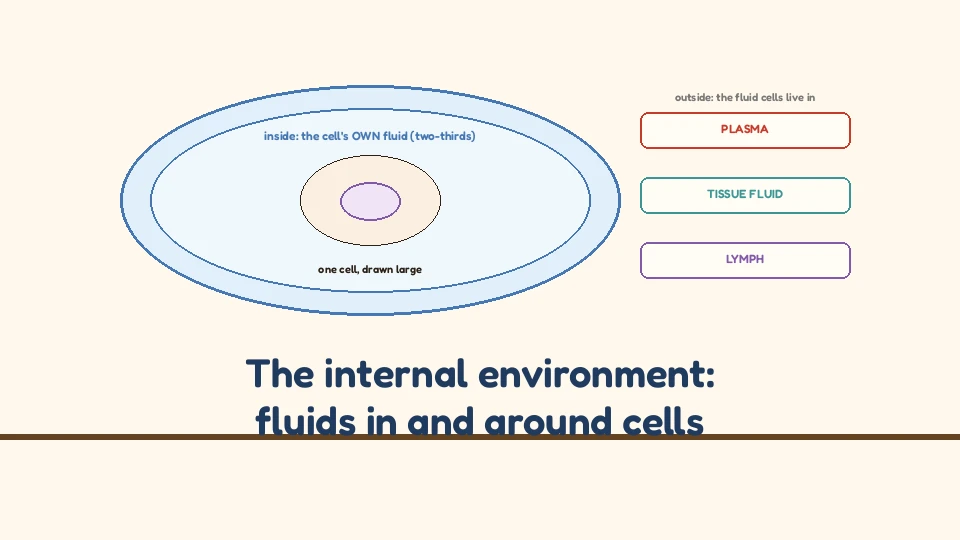 outside: the fluid cells live in
PLASMA
inside: the cell's OWN fluid (two-thirds)
TISSUE FLUID
LYMPH
one cell, drawn large
The internal environment:
fluids in and around cells